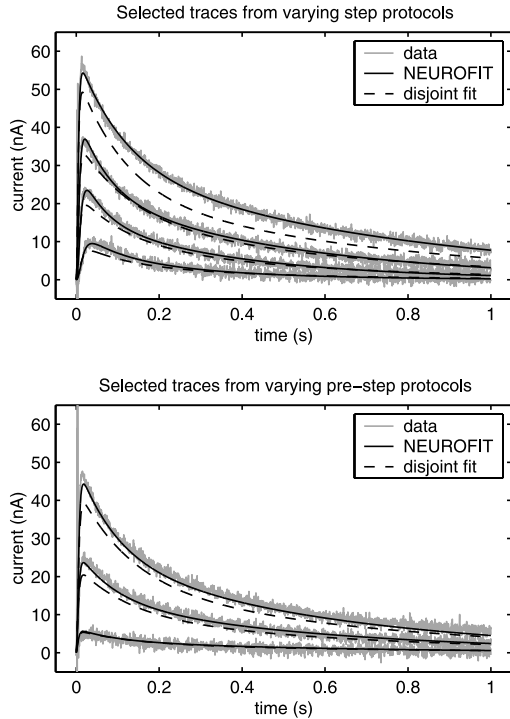 Selected traces from varying step protocols
data
NEUROFIT
disjoint fit
60
50
40
30
20
10
0
current (nA)
0 0.2 0.4 0.6 0.8 1
time (s)
Selected traces from varying pre−step protocols
data
NEUROFIT
disjoint fit
60
50
40
30
20
10
0
current (nA)
0 0.2 0.4 0.6 0.8 1
time (s)